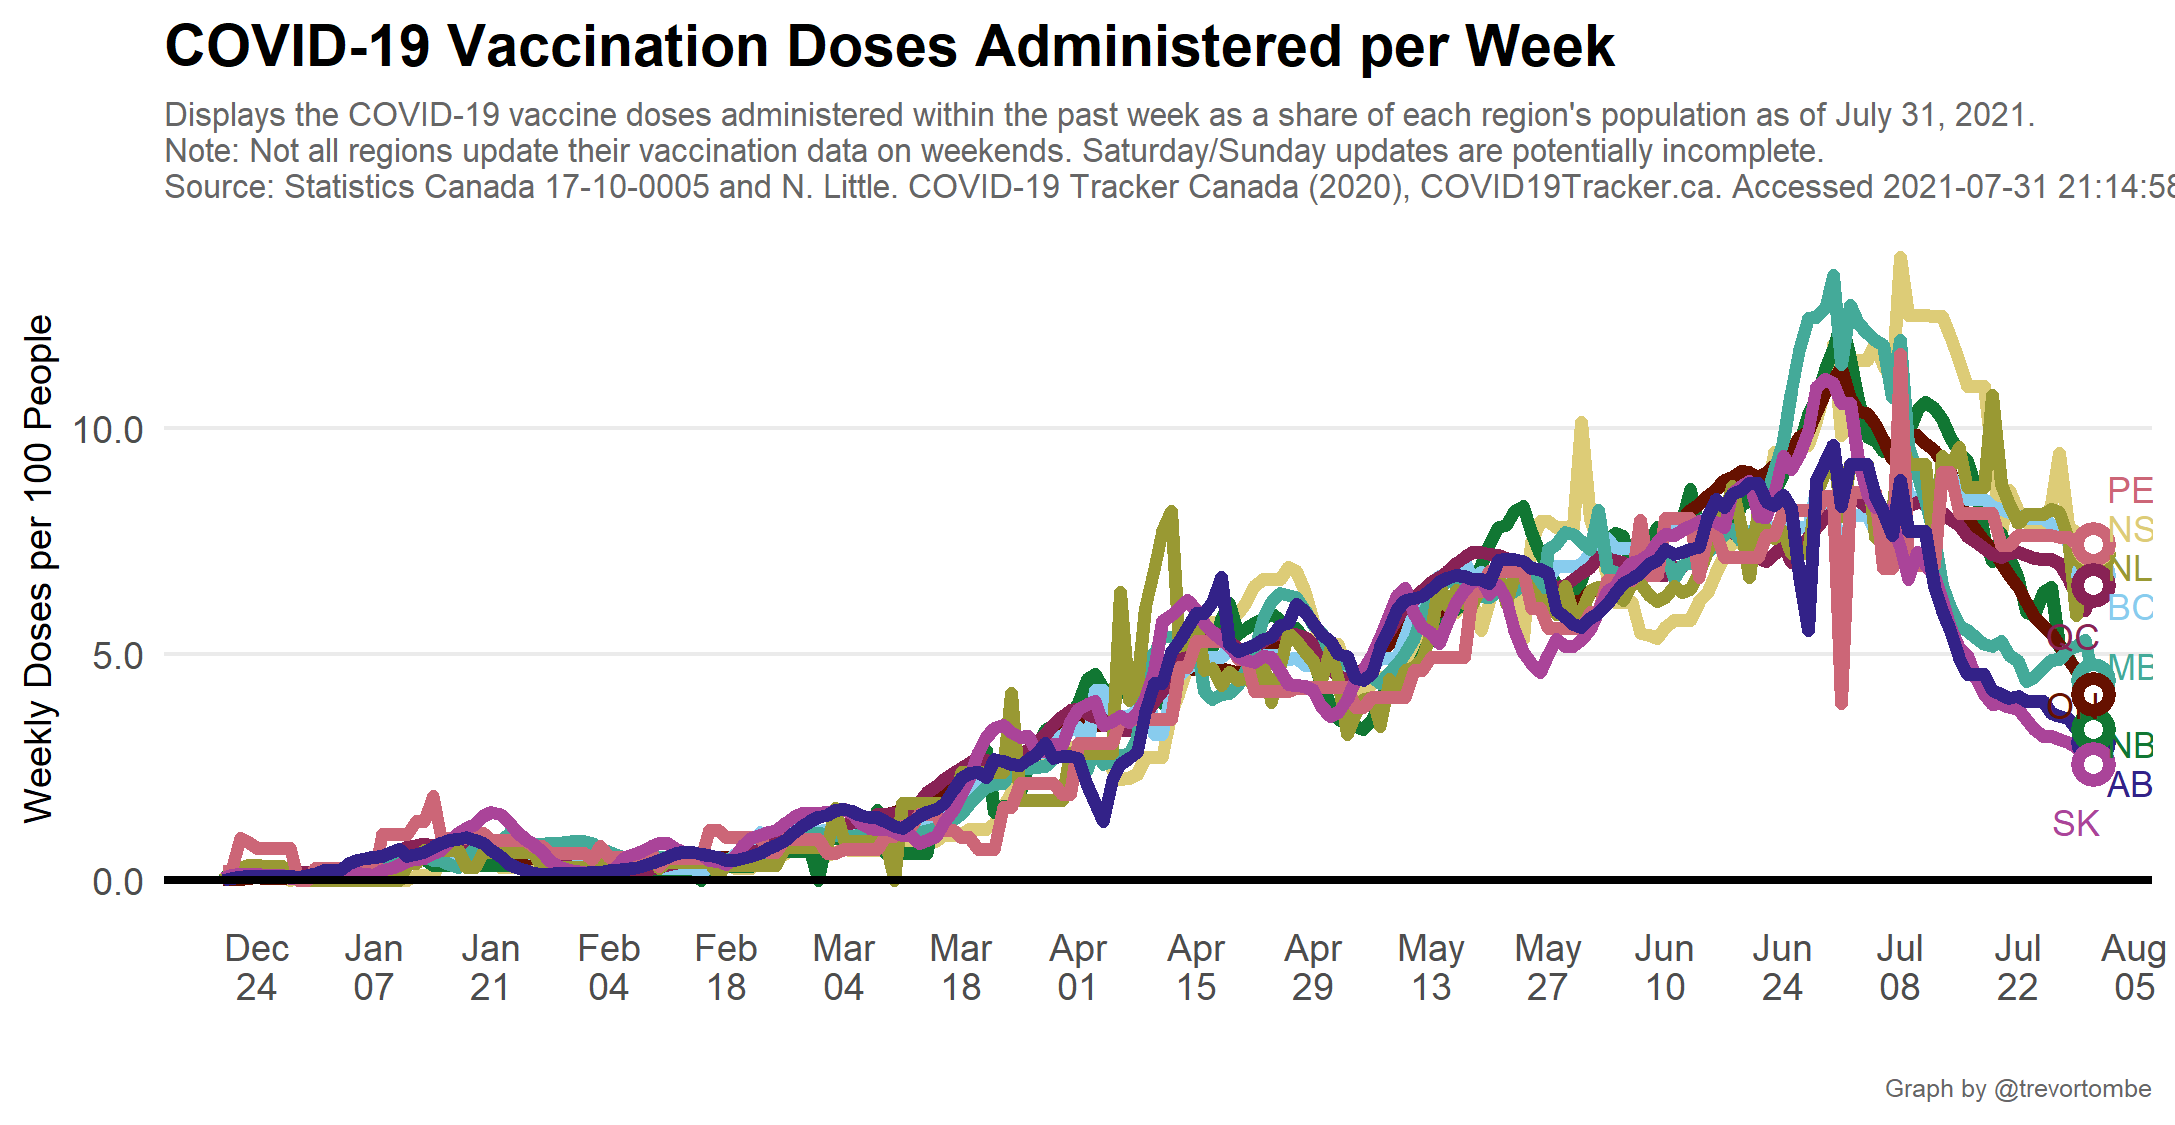 COVID-19 Vaccination Doses Administered per Week
Displays the COVID-19 vaccine doses administered within the past week as a share of each region's population as of July 31, 2021.
Note: Not all regions update their vaccination data on weekends. Saturday/Sunday updates are potentially incomplete.
Source: Statistics Canada 17-10-0005 and N. Little. COVID-19 Tracker Canada (2020), COVID19Tracker.ca. Accessed 2021-07-31 21:14:58
Weekly Doses per 100 People
10.0
5.0
0.0
PE
NS
NL
BC
QC
MB
ON
NB
AB
SK
Dec 24
Jan 07
Jan 21
Feb 04
Feb 18
Mar 04
Mar 18
Apr 01
Apr 15
Apr 29
May 13
May 27
Jun 10
Jun 24
Jul 08
Jul 22
Aug 05
Graph by @trevortombe